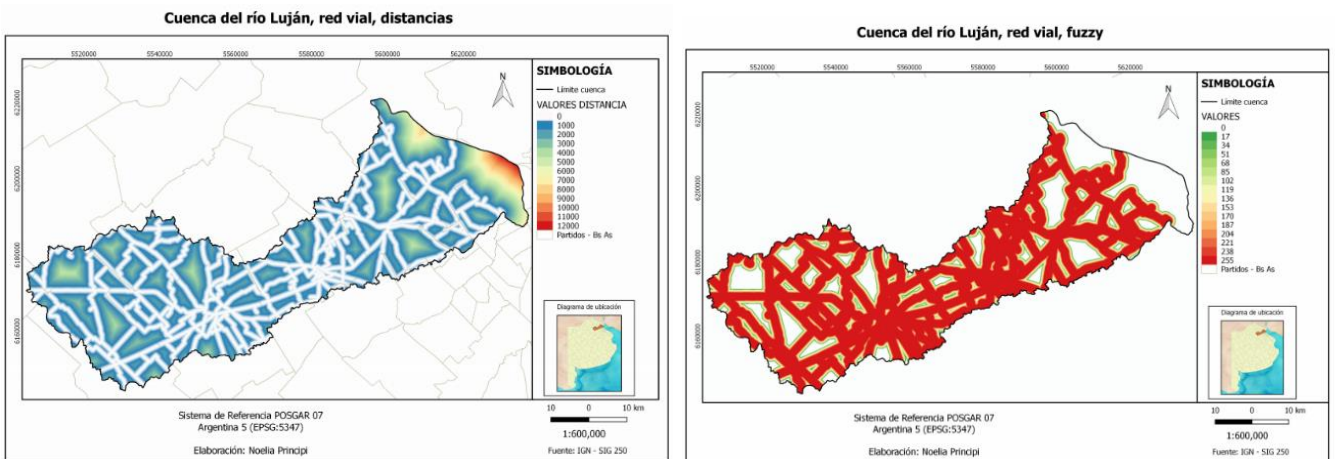 Cuenca del río Luján, red vial, distancias
5520000
5540000
5560000
5580000
5600000
5620000
6220000
6200000
6180000
6160000
N
SIMBOLOGÍA
Límite cuenca
VALORES DISTANCIA
0
1000
2000
3000
4000
5000
6000
7000
8000
9000
10000
11000
12000
Partidos - Bs As
Diagrama de ubicación
10 0 10 km
1:600,000
Fuente: IGN - SIG 250
Sistema de Referencia POSGAR 07
Argentina 5 (EPSG:5347)
Elaboración: Noelia Principi
Cuenca del río Luján, red vial, fuzzy
5520000
5540000
5560000
5580000
5600000
5620000
6220000
6200000
6180000
6160000
N
SIMBOLOGÍA
Límite cuenca
VALORES
0
17
34
51
68
85
102
119
136
153
170
187
204
221
238
255
Partidos - Bs As
Diagrama de ubicación
10 0 10 km
1:600,000
Fuente: IGN - SIG 250
Sistema de Referencia POSGAR 07
Argentina 5 (EPSG:5347)
Elaboración: Noelia Principi